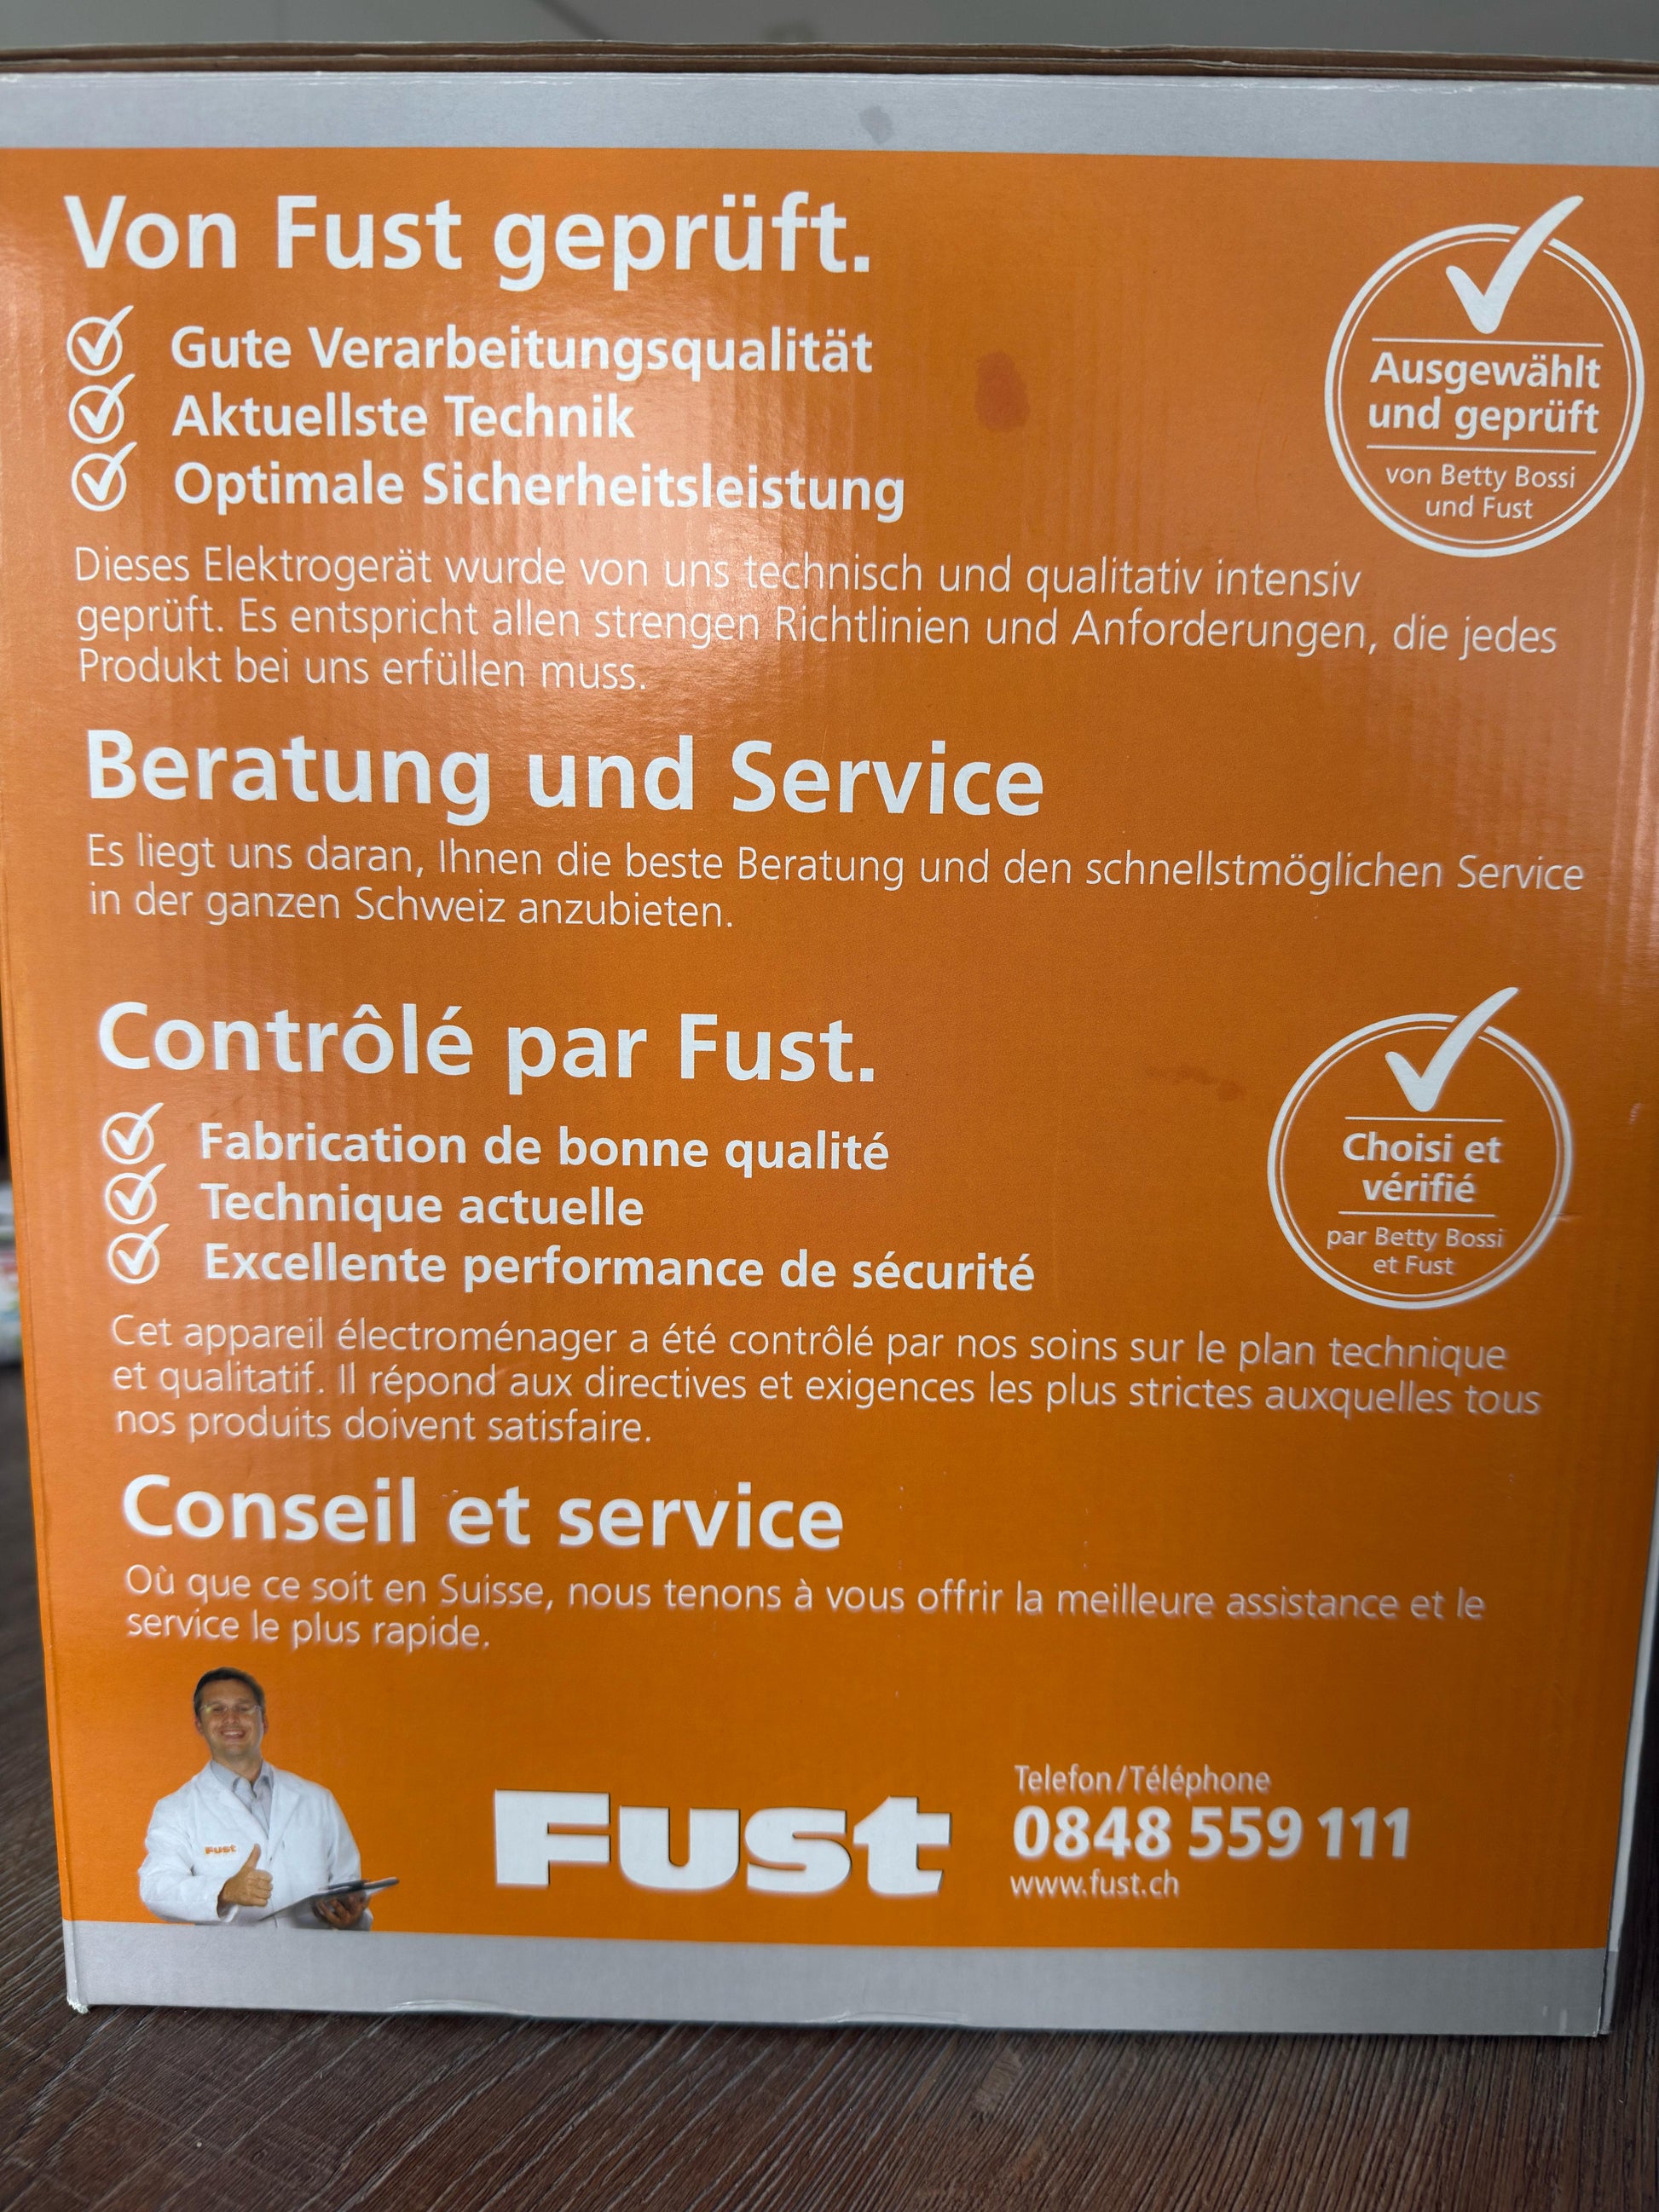 Von Fust geprüft.
Gute Verarbeitungsqualität
Aktuellste Technik
Optimale Sicherheitsleistung
Ausgewählt
und geprüft
von Betty Bossi
und Fust
Dieses Elektrogerät wurde von uns technisch und qualitativ intensiv
geprüft. Es entspricht allen strengen Richtlinien und Anforderungen, die jedes
Produkt bei uns erfüllen muss.
Beratung und Service
Es liegt uns daran, Ihnen die beste Beratung und den schnellstmöglichen Service
in der ganzen Schweiz anzubieten.
Contrôlé par Fust.
Fabrication de bonne qualité
Technique actuelle
Excellente performance de sécurité
Choisi et
vérifié
par Betty Bossi
et Fust
Cet appareil électroménager a été contrôlé par nos soins sur le plan technique
et qualitatif. Il répond aux directives et exigences les plus strictes auxquelles tous
nos produits doivent satisfaire.
Conseil et service
Où que ce soit en Suisse, nous tenons à vous offrir la meilleure assistance et le
service le plus rapide.
Fust
Fust
Telefon/Téléphone
0848 559 111
www.fust.ch